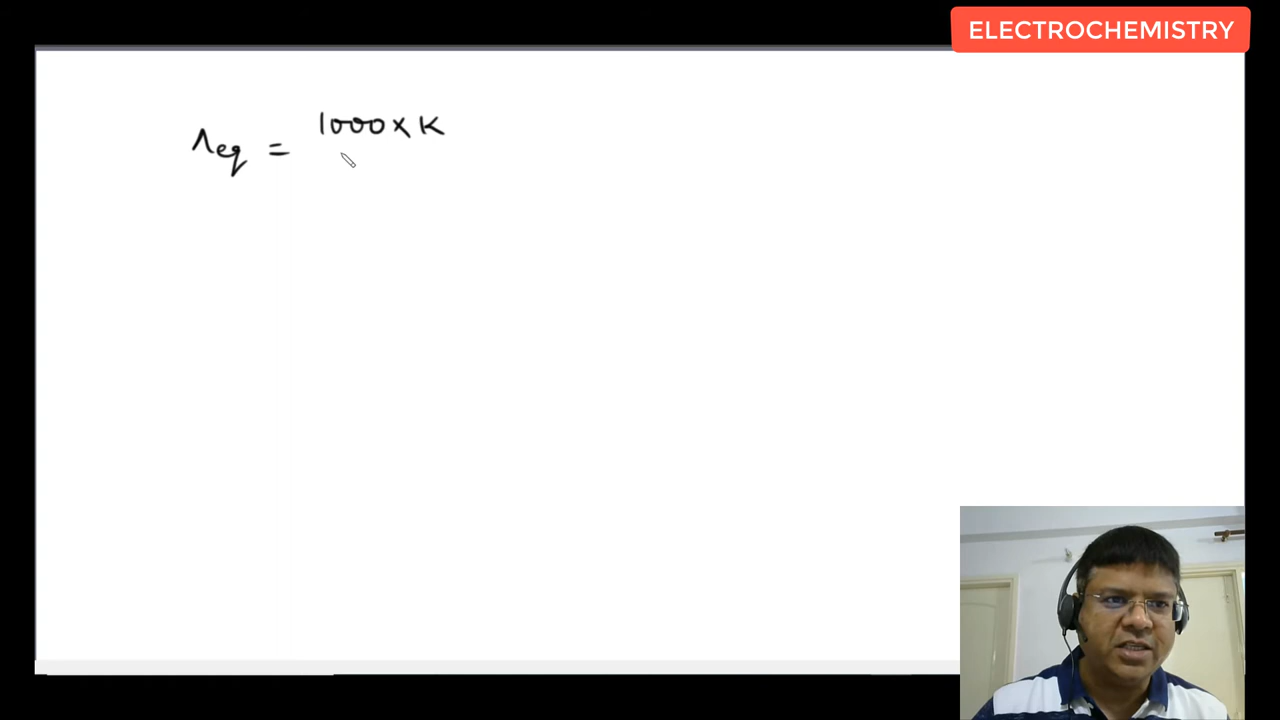 ELECTROCHEMISTRY
Λeq = 1000 × K